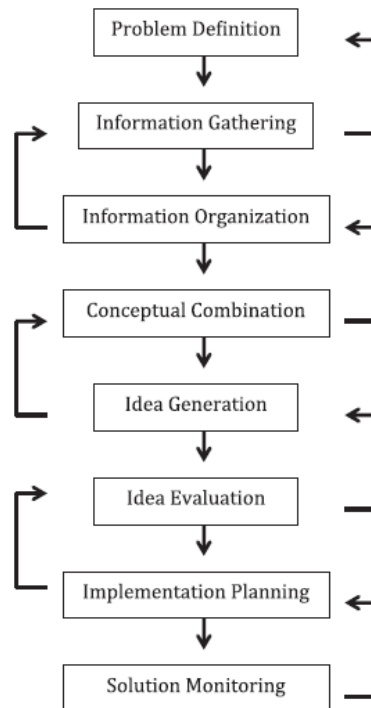 Problem Definition
Information Gathering
Information Organization
Conceptual Combination
Idea Generation
Idea Evaluation
Implementation Planning
Solution Monitoring